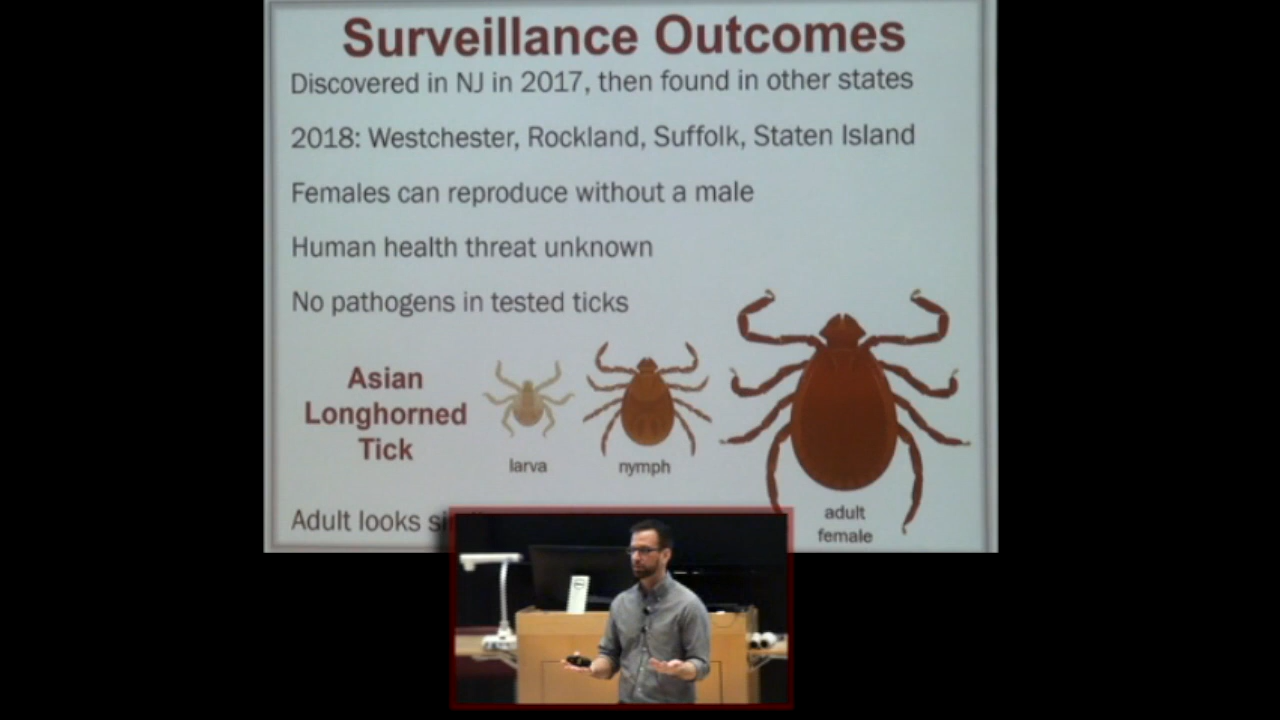 Surveillance Outcomes
Discovered in NJ in 2017, then found in other states
2018: Westchester, Rockland, Suffolk, Staten Island
Females can reproduce without a male
Human health threat unknown
No pathogens in tested ticks
Asian
Longhorned
Tick
larva
nymph
adult
female
Adult looks